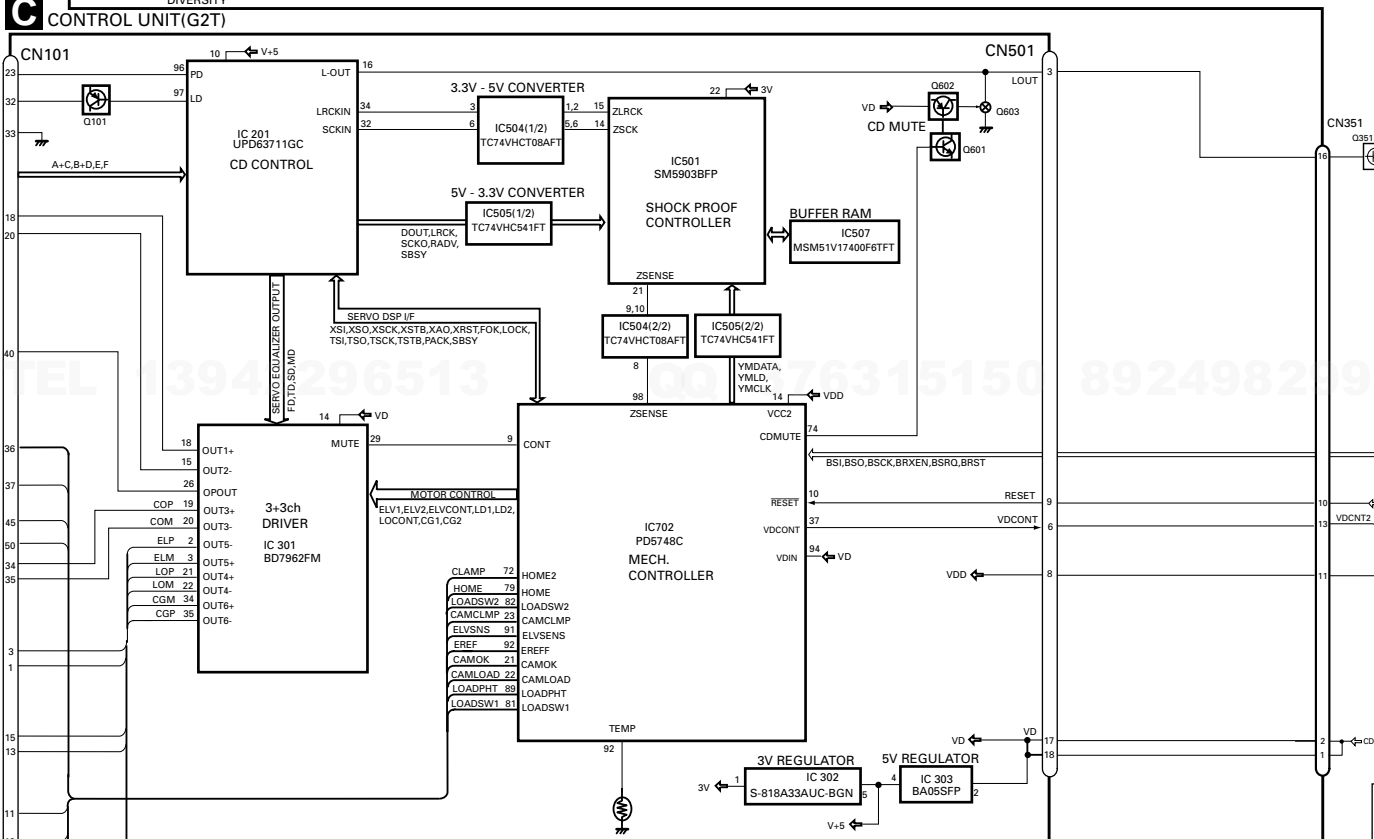 DIVERSITY
C CONTROL UNIT(G2T)
CN101
CN501
10 V+5
23
96 PD
L-OUT 16
LOUT 3
32
97 LD
Q101
33
3.3V - 5V CONVERTER
LRCKIN 34
SCKIN 32
3
6
IC504(1/2)
TC74VHCT08AFT
1,2
5,6
15 ZLRCK
14 ZSCK
22 3V
VD
Q602
Q603
CD MUTE
Q601
CN351
Q351
16
IC 201
UPD63711GC
CD CONTROL
A+C,B+D,E,F
IC501
SM5903BFP
SHOCK PROOF
CONTROLLER
5V - 3.3V CONVERTER
IC505(1/2)
TC74VHC541FT
DOUT,LRCK,
SCKO,RADV,
SBSY
BUFFER RAM
IC507
MSM51V17400F6TFT
18
20
ZSENSE
21
9,10
SERVO EQUALIZER OUTPUT
FD,TD,SD,MD
SERVO DSP I/F
XSI,XSO,XSCK,XSTB,XAO,XRST,FOK,LOCK,
TSI,TSO,TSCK,TSTB,PACK,SBSY
IC504(2/2)
TC74VHCT08AFT
IC505(2/2)
TC74VHC541FT
40
8
YMDATA,
YMLD,
YMCLK
TEL 13942296513 QQ 376315150 892498299
98
ZSENSE
14 VDD
VCC2
14 VD
MUTE 29
9 CONT
CDMUTE 74
36
18 OUT1+
15 OUT2-
BSI,BSO,BSCK,BRXEN,BSRQ,BRST
37
26 OPOUT
MOTOR CONTROL
ELV1,ELV2,ELVCONT,LD1,LD2,
LOCONT,CG1,CG2
RESET 10
RESET 9
10
COP 19 OUT3+
3+3ch
DRIVER
45
COM 20 OUT3-
IC702
PD5748C
MECH.
CONTROLLER
VDCONT 37
VDCONT 6
13 VDCNT2
50
ELP 2 OUT5-
IC 301
BD7962FM
VDIN 94 VD
34
ELM 3 OUT5+
35
LOP 21 OUT4+
LOM 22 OUT4-
CGM 34 OUT6+
CGP 35 OUT6-
CLAMP 72 HOME2
VDD 8
11
HOME 79 HOME
LOADSW2 82 LOADSW2
CAMCLMP 23 CAMCLMP
ELVSNS 91 ELVSENS
EREF 92 EREFF
CAMOK 21 CAMOK
CAMLOAD 22 CAMLOAD
LOADPHT 89 LOADPHT
LOADSW1 81 LOADSW1
3
1
15
13
TEMP
92
VD
VD 17
18
2 CD
1
3V REGULATOR
5V REGULATOR
3V 1
IC 302
S-818A33AUC-BGN
5
4
IC 303
BA05SFP
2
V+5
11